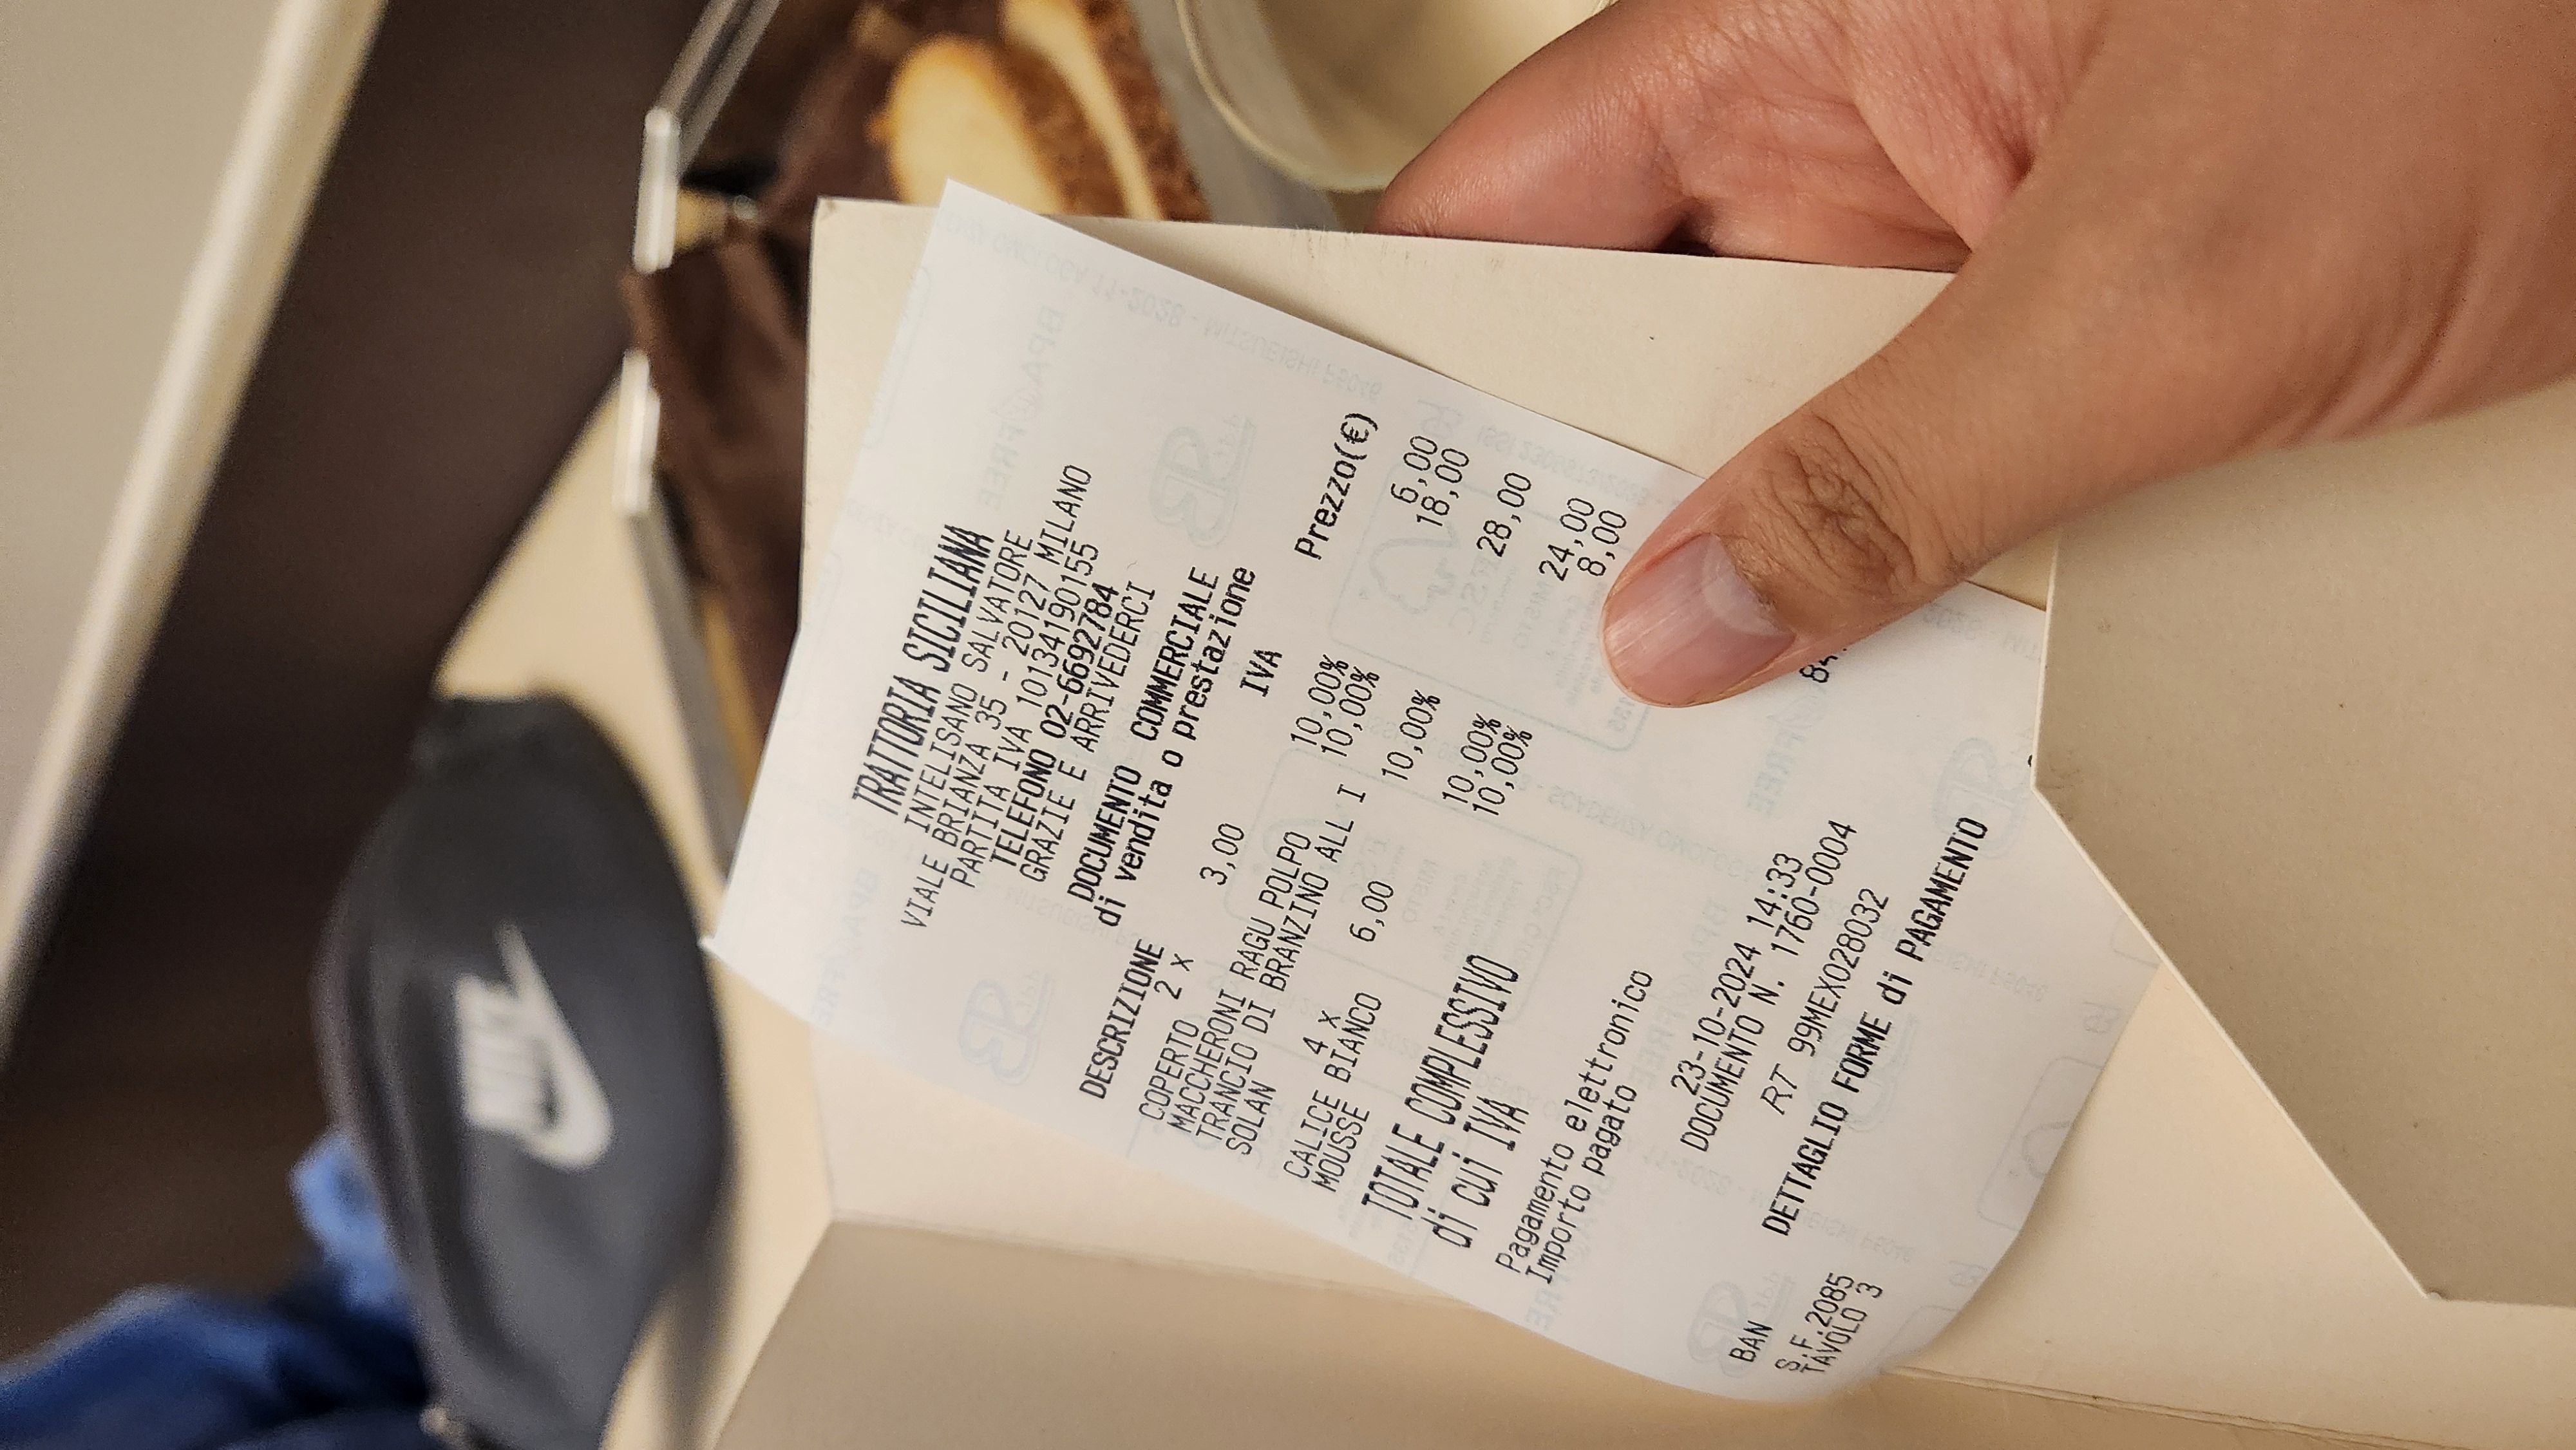 TRATTORIA SICILIANA
INTELISANO SALVATORE
VIALE BRIANZA 35 - 20127 MILANO
PARTITA IVA 10134190155
TELEFONO 02-6692784
GRAZIE E ARRIVEDERCI
DOCUMENTO COMMERCIALE
di vendita o prestazione
DESCRIZIONE IVA Prezzo(€)
2 x 3,00
COPERTO 10,00% 6,00
MACCHERONI RAGU POLPO 10,00% 18,00
TRANCIO DI BRANZINO ALL I
SOLAN 10,00% 28,00
4 x 6,00
CALICE BIANCO 10,00% 24,00
MOUSSE 10,00% 8,00
TOTALE COMPLESSIVO
di cui IVA
Pagamento elettronico
Importo pagato
23-10-2024 14:33
DOCUMENTO N. 1760-0004
RT 99MEX028032
DETTAGLIO FORME di PAGAMENTO
BAN
S.F.2085
TAVOLO 3
NIKE